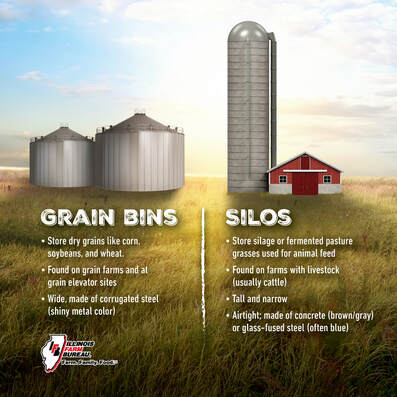 GRAIN BINS
• Store dry grains like corn,
soybeans, and wheat.
• Found on grain farms and at
grain elevator sites
• Wide, made of corrugated steel
(shiny metal color)
SILOS
• Store silage or fermented pasture
grasses used for animal feed
• Found on farms with livestock
(usually cattle)
• Tall and narrow
• Airtight; made of concrete (brown/gray)
or glass-fused steel (often blue)
ILLINOIS
FARM
BUREAU.
Farm. Family. Food.™